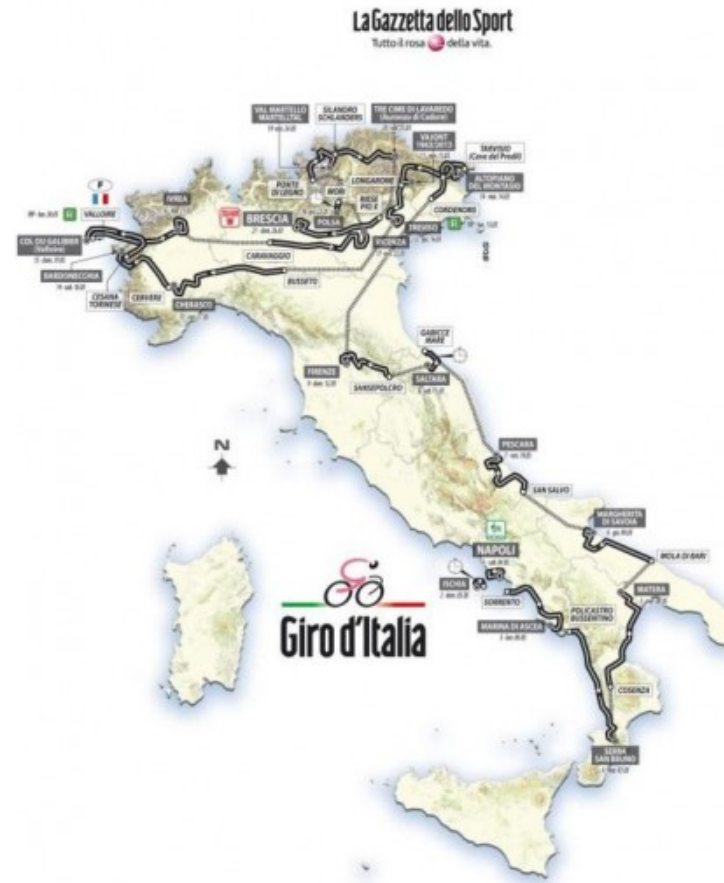 La Gazzetta dello Sport
Tutto il rosa della vita.
VAL MARTELLO
MARTELLTAL
SILANDRO
SCHLANDERS
TRE CIME DI LAVAREDO
(Auronzo di Cadore)
VAJONT
1963/2013
TARVISIO
(Cave del Predil)
ALTOPIANO
DEL MONTASIO
LONGARONE
PONTE
DI LEGNO
MORI
POLSA
RIESE
PIO X
CORDENONS
TREVISO
R
VICENZA
F
R
VALLOIRE
IVREA
BRESCIA
COL DU GALIBIER
(Valloire)
BARDONECCHIA
CESANA
TORINESE
CERVERE
CHERASCO
CARAVAGGIO
BUSSETO
GABICCE
MARE
FIRENZE
SANSEPOLCRO
SALTARA
N
PESCARA
SAN SALVO
MARGHERITA
DI SAVOIA
MOLA DI BARI
NAPOLI
ISCHIA
SORRENTO
MATERA
POLICASTRO
BUSSENTINO
MARINA DI ASCEA
Giro d'Italia
COSENZA
SERRA
SAN BRUNO